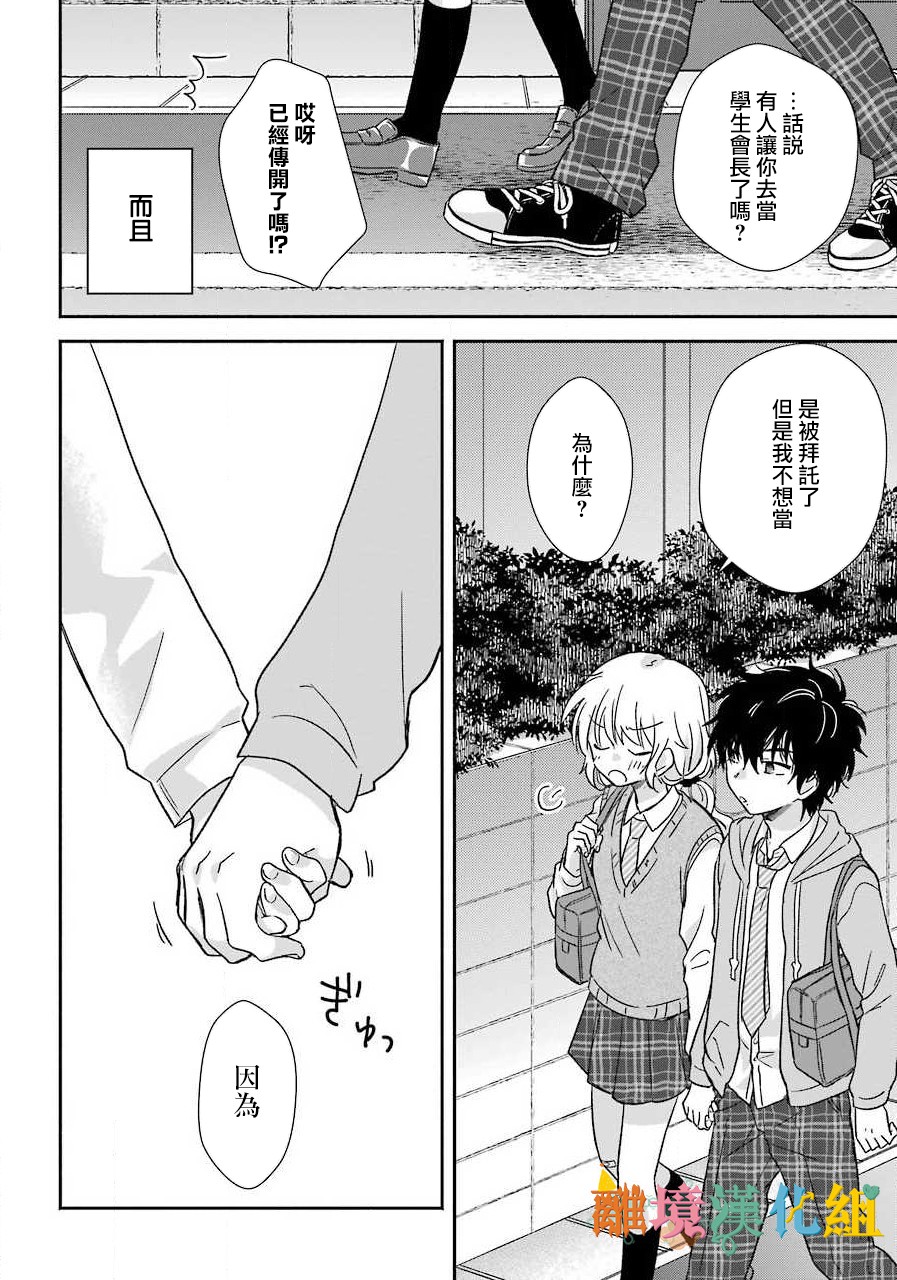 …話説
有人讓你去當
學生會長了嗎?
哎呀
已經傳開了嗎!?
而且
是被拜託了
但是我不想當
為什麼?
ぎゅっ
因為
離境漢化組